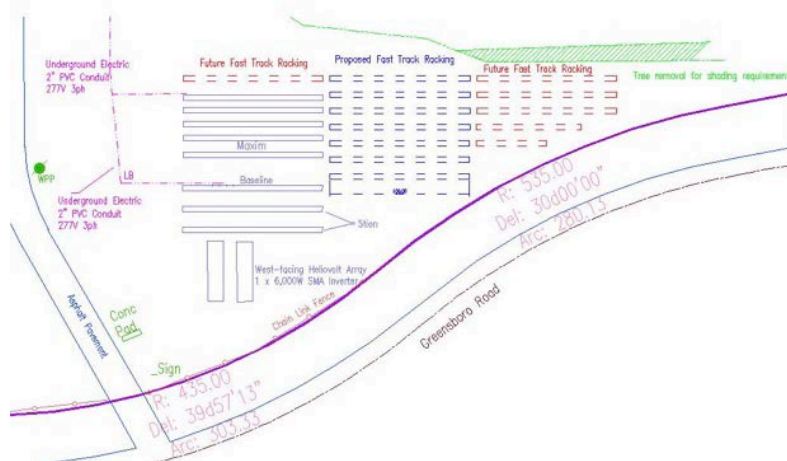 Underground Electric
2" PVC Conduit
277V 3ph
Future Fast Track Racking
Proposed Fast Track Racking
Future Fast Track Racking
Tree removal for shading requirement
Maxim
LB
Baseline
WPP
Underground Electric
2" PVC Conduit
277V 3ph
Stion
West-facing Heliovolt Array
1 x 6,000W SMA Inverter
R: 535.00
Del: 30d00'00"
Arc: 280.13
Asphalt Pavement
Conc
Pad
Chain Link Fence
Greensboro Road
_Sign
R: 435.00
Del: 39d57'13"
Arc: 303.33